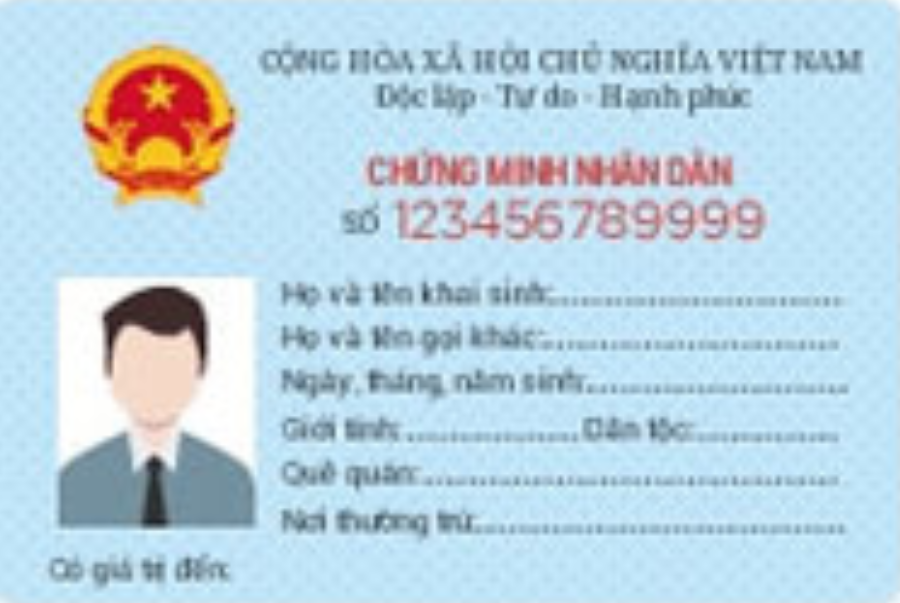 CỘNG HÒA XÃ HỘI CHỦ NGHĨA VIỆT NAM
Độc lập - Tự do - Hạnh phúc
CHỨNG MINH NHÂN DÂN
SỐ 123456789999
Họ và tên khai sinh:........................................
Họ và tên gọi khác:........................................
Ngày, tháng, năm sinh:....................................
Giới tính:........................Dân tộc:....................
Quê quán:........................................................
Nơi thường trú:................................................
Có giá trị đến: